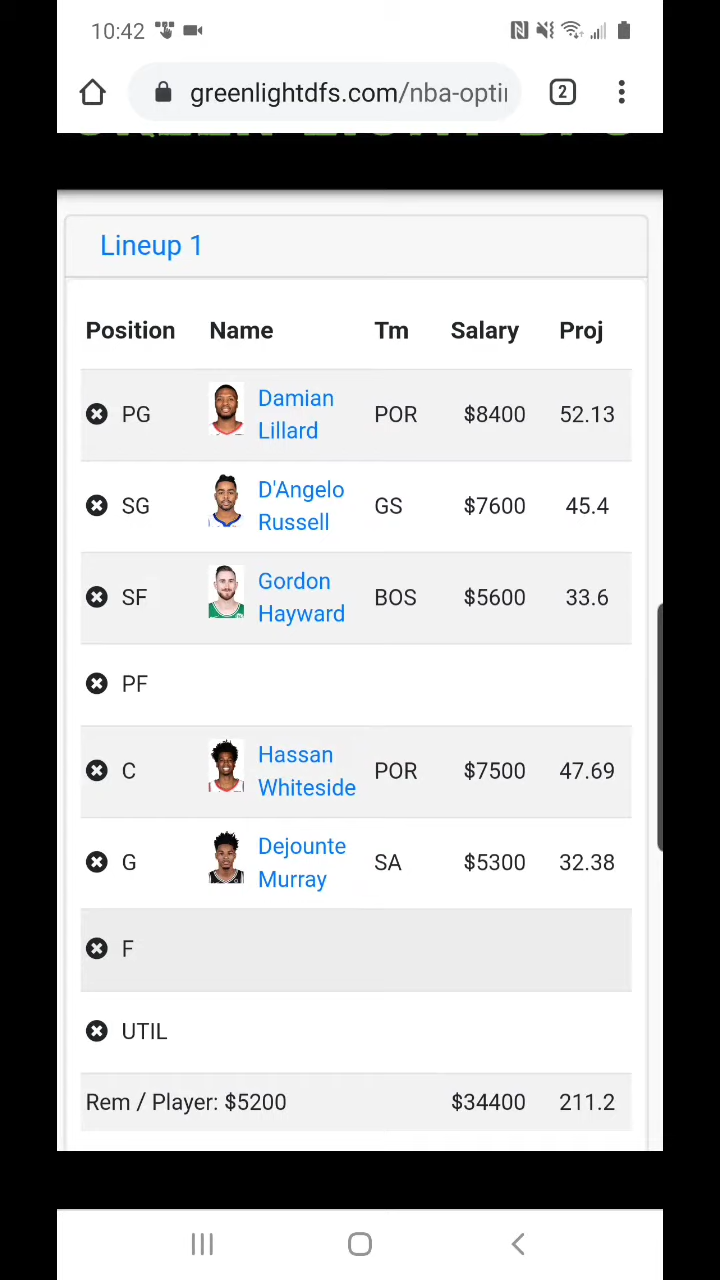 10:42
greenlightdfs.com/nba-optir
2
Lineup 1
Position Name Tm Salary Proj
PG Damian Lillard POR $8400 52.13
SG D'Angelo Russell GS $7600 45.4
SF Gordon Hayward BOS $5600 33.6
PF
C Hassan Whiteside POR $7500 47.69
G Dejounte Murray SA $5300 32.38
F
UTIL
Rem / Player: $5200 $34400 211.2